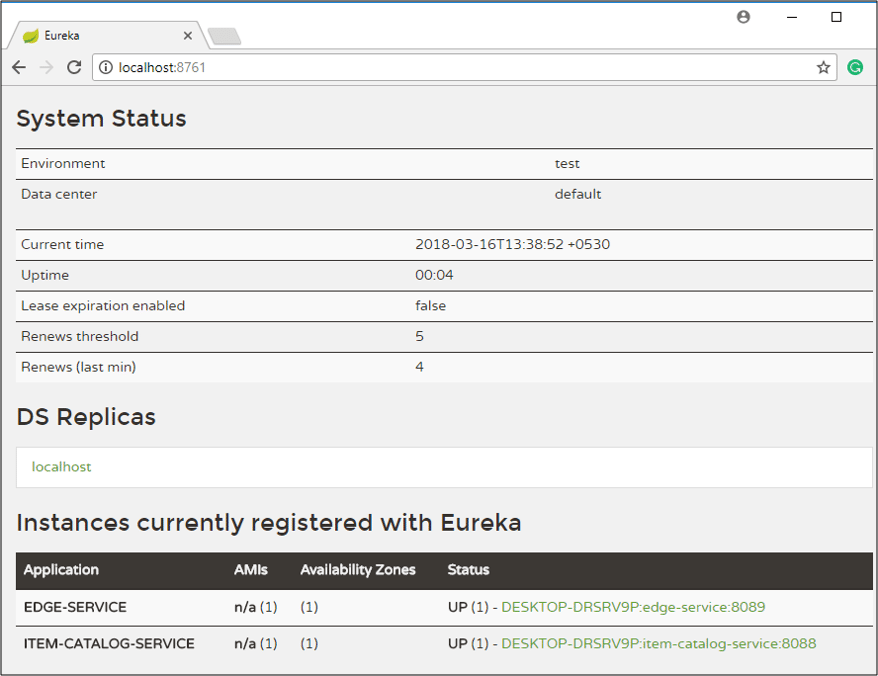 Eureka
localhost:8761
System Status
Environment test
Data center default
Current time 2018-03-16T13:38:52 +0530
Uptime 00:04
Lease expiration enabled false
Renews threshold 5
Renews (last min) 4
DS Replicas
localhost
Instances currently registered with Eureka
Application AMIs Availability Zones Status
EDGE-SERVICE n/a (1) (1) UP (1) - DESKTOP-DRSRV9P:edge-service:8089
ITEM-CATALOG-SERVICE n/a (1) (1) UP (1) - DESKTOP-DRSRV9P:item-catalog-service:8088